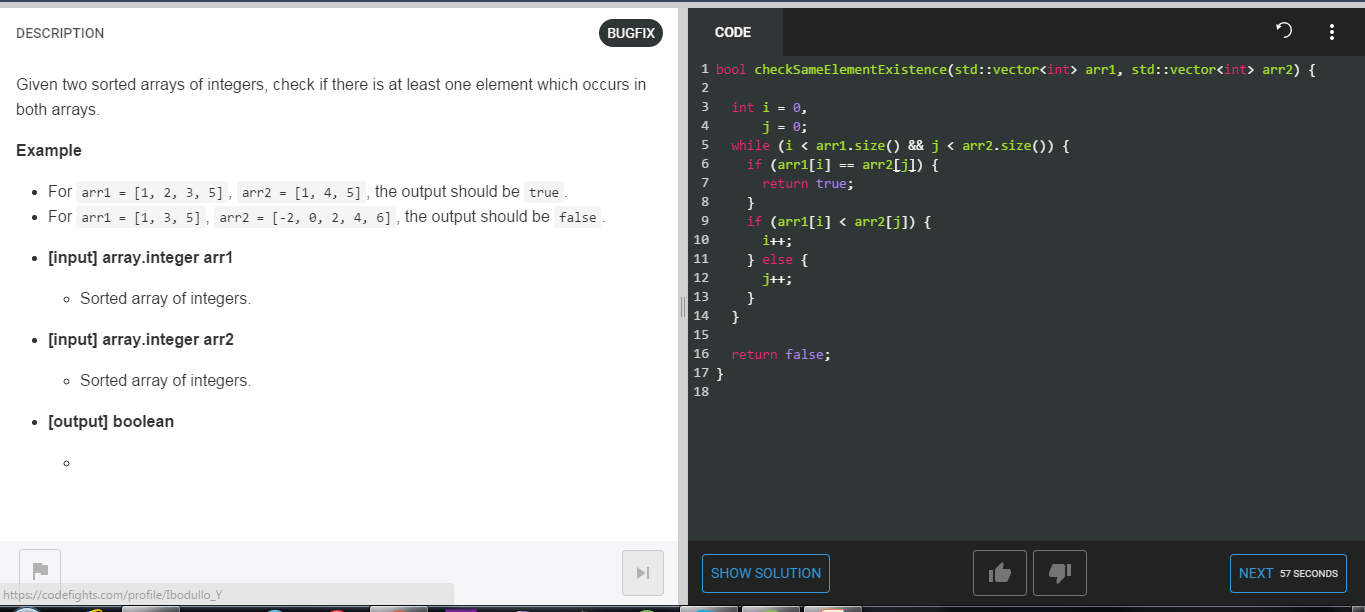 DESCRIPTION
BUGFIX
Given two sorted arrays of integers, check if there is at least one element which occurs in
both arrays.
Example
• For arr1 = [1, 2, 3, 5] , arr2 = [1, 4, 5] , the output should be true .
• For arr1 = [1, 3, 5] , arr2 = [-2, 0, 2, 4, 6] , the output should be false .
• [input] array.integer arr1
◦ Sorted array of integers.
• [input] array.integer arr2
◦ Sorted array of integers.
• [output] boolean
◦
https://codefights.com/profile/Ibodullo_Y
CODE
1 bool checkSameElementExistence(std::vector<int> arr1, std::vector<int> arr2) {
2
3   int i = 0,
4       j = 0;
5   while (i < arr1.size() && j < arr2.size()) {
6     if (arr1[i] == arr2[j]) {
7       return true;
8     }
9     if (arr1[i] < arr2[j]) {
10       i++;
11     } else {
12       j++;
13     }
14   }
15
16   return false;
17 }
18
SHOW SOLUTION
NEXT 57 SECONDS